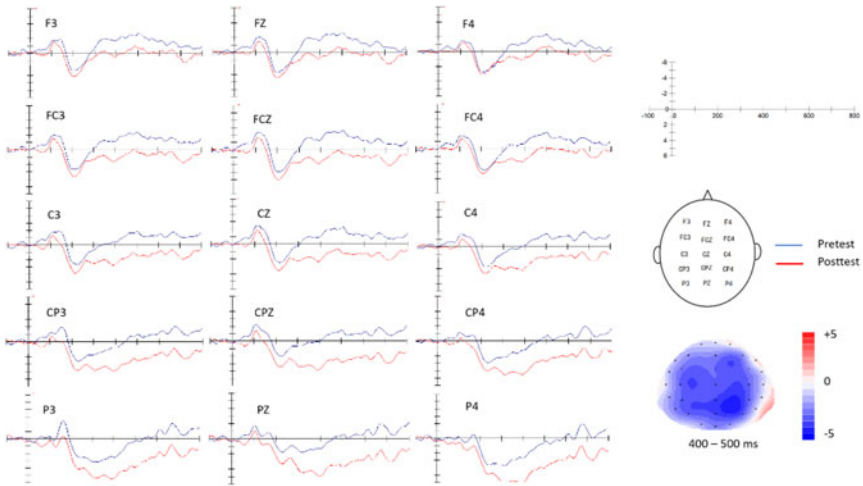 F3 FZ F4
FC3 FCZ FC4
C3 CZ C4
CP3 CPZ CP4
P3 PZ P4
-6
-4
-2
-100 0 200 400 600 800
2
4
6
F3 FZ F4
FC3 FCZ FC4
C3 CZ C4
CP3 CPZ CP4
P3 PZ P4
Pretest
Posttest
+5
0
-5
400 – 500 ms